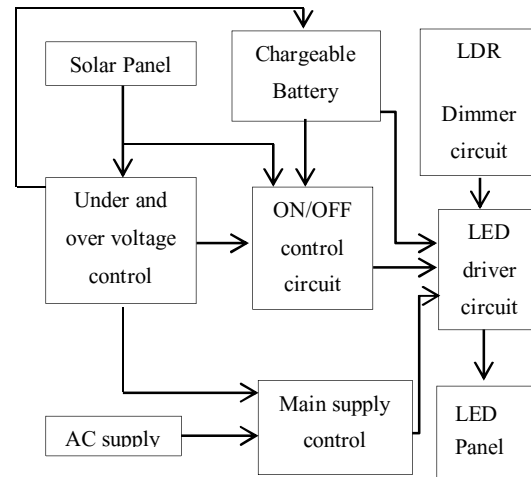 Solar Panel
Chargeable
Battery
LDR
Dimmer
circuit
Under and
over voltage
control
ON/OFF
control
circuit
LED
driver
circuit
Main supply
control
AC supply
LED
Panel